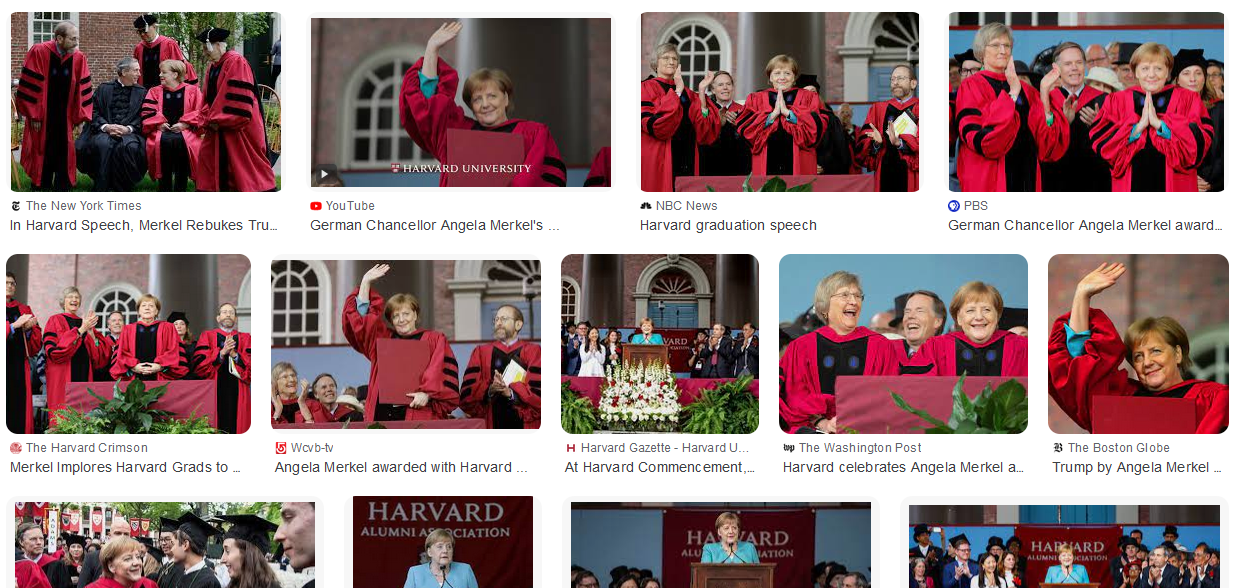 HARVARD UNIVERSITY
The New York Times
In Harvard Speech, Merkel Rebukes Tru...
YouTube
German Chancellor Angela Merkel's ...
NBC News
Harvard graduation speech
PBS
German Chancellor Angela Merkel award...
The Harvard Crimson
Merkel Implores Harvard Grads to ...
Wcvb-tv
Angela Merkel awarded with Harvard ...
Harvard Gazette - Harvard U...
At Harvard Commencement,...
The Washington Post
Harvard celebrates Angela Merkel a...
The Boston Globe
Trump by Angela Merkel ...
HARVARD
ALUMNI ASSOCIATION
HARVARD
ALUMNI ASSOCIATION
HARVARD